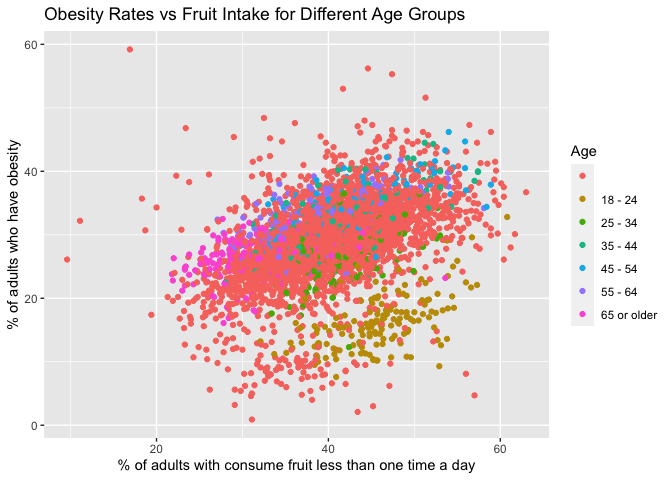 Obesity Rates vs Fruit Intake for Different Age Groups
60
40
20
0
% of adults who have obesity
20 40 60
% of adults with consume fruit less than one time a day
Age
18 - 24
25 - 34
35 - 44
45 - 54
55 - 64
65 or older